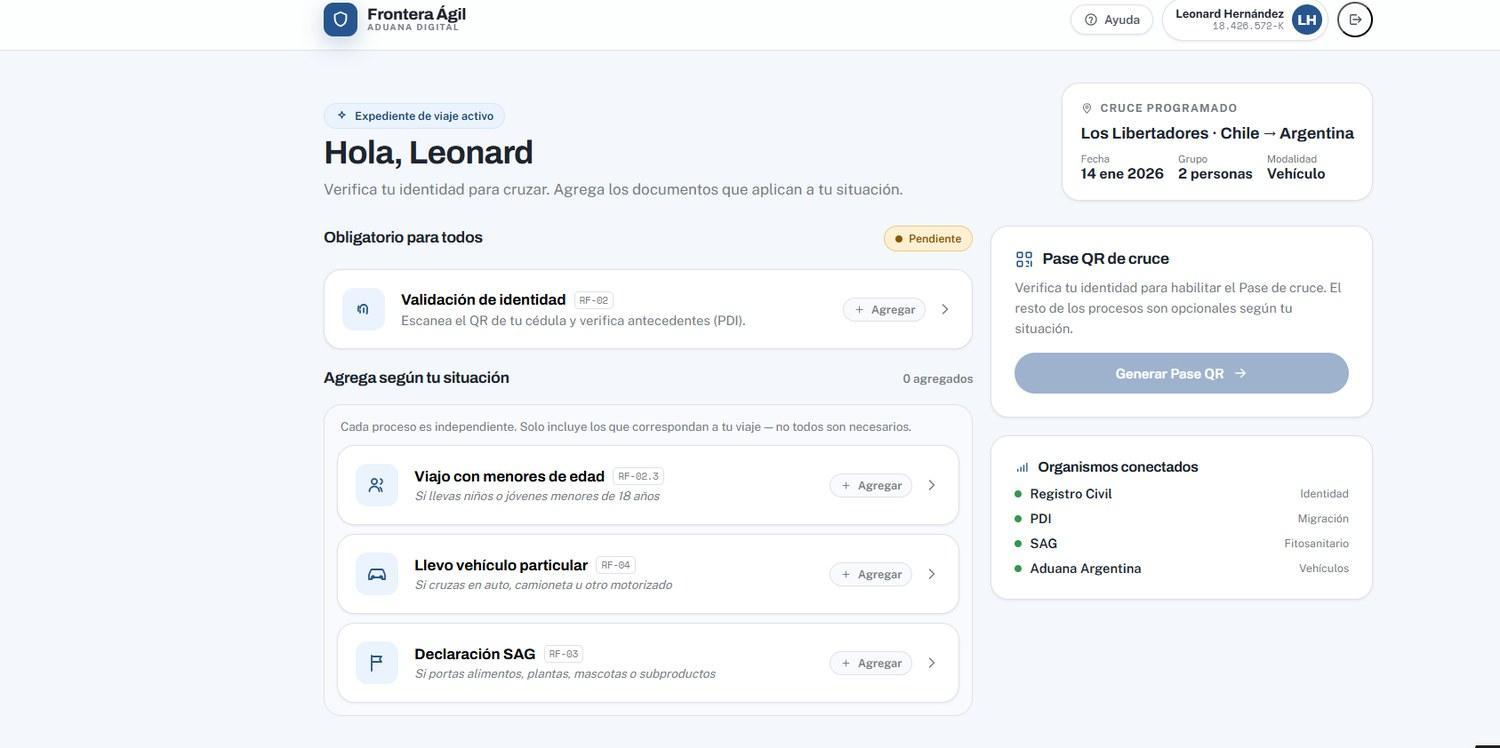 Frontera Ágil
ADUANA DIGITAL
Ayuda
Leonard Hernández
18.426.572-K
LH
Expediente de viaje activo
Hola, Leonard
Verifica tu identidad para cruzar. Agrega los documentos que aplican a tu situación.
CRUCE PROGRAMADO
Los Libertadores · Chile → Argentina
Fecha Grupo Modalidad
14 ene 2026 2 personas Vehículo
Obligatorio para todos
Pendiente
Validación de identidad RF-02
Escanea el QR de tu cédula y verifica antecedentes (PDI).
+ Agregar
Agrega según tu situación
0 agregados
Cada proceso es independiente. Solo incluye los que correspondan a tu viaje — no todos son necesarios.
Viajo con menores de edad RF-02.3
Si llevas niños o jóvenes menores de 18 años
+ Agregar
Llevo vehículo particular RF-04
Si cruzas en auto, camioneta u otro motorizado
+ Agregar
Declaración SAG RF-03
Si portas alimentos, plantas, mascotas o subproductos
+ Agregar
Pase QR de cruce
Verifica tu identidad para habilitar el Pase de cruce. El
resto de los procesos son opcionales según tu
situación.
Generar Pase QR →
Organismos conectados
Registro Civil Identidad
PDI Migración
SAG Fitosanitario
Aduana Argentina Vehículos